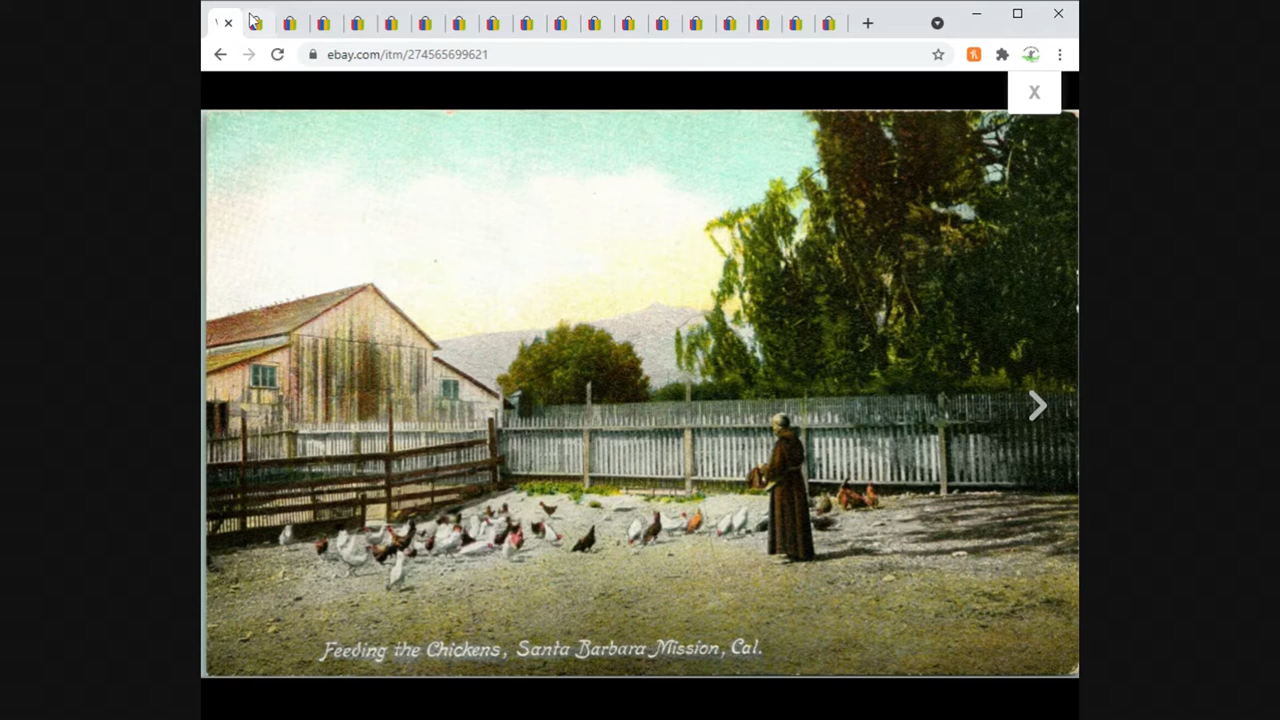 ebay.com/itm/274565699621
X
Feeding the Chickens, Santa Barbara Mission, Cal.